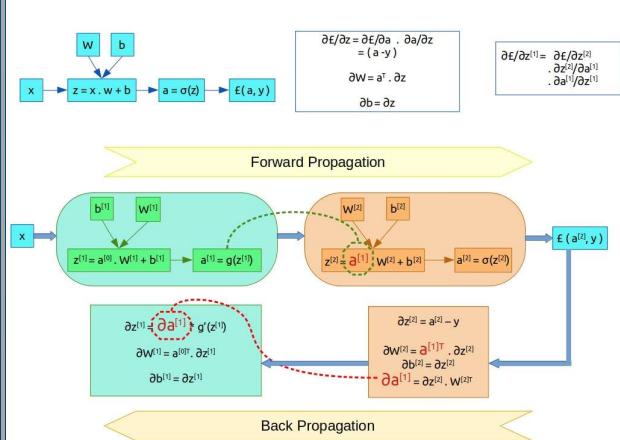 W
b
x
z = x . w + b
a = σ(z)
£( a, y )
∂£/∂z = ∂£/∂a . ∂a/∂z
= ( a -y )
∂W = aᵀ . ∂z
∂b = ∂z
∂£/∂z[1] = ∂£/∂z[2]
. ∂z[2]/∂a[1]
. ∂a[1]/∂z[1]
Forward Propagation
b[1]
W[1]
x
z[1] = a[0] . W[1] + b[1]
a[1] = g(z[1])
W[2]
b[2]
z[2] = a[1] W[2] + b[2]
a[2] = σ(z[2])
£ ( a[2], y )
∂z[1] = ∂a[1] * g'(z[1])
∂W[1] = a[0]T . ∂z[1]
∂b[1] = ∂z[1]
∂z[2] = a[2] – y
∂W[2] = a[1]T . ∂z[2]
∂b[2] = ∂z[2]
∂a[1] = ∂z[2] . W[2]T
Back Propagation